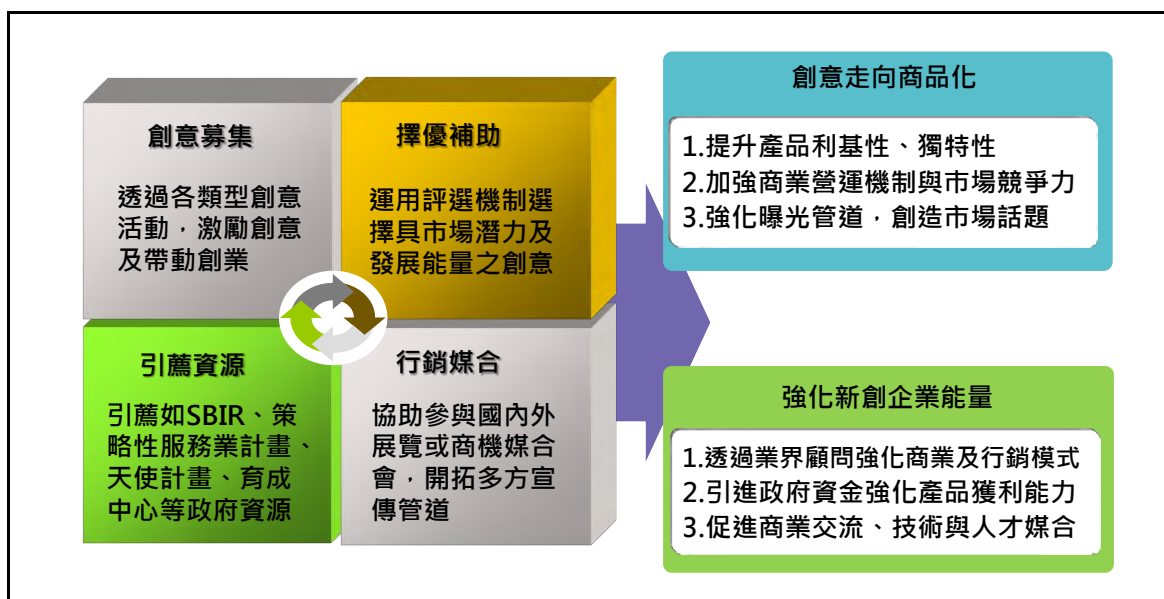 創意募集
透過各類型創意
活動，激勵創意
及帶動創業
擇優補助
運用評選機制選
擇具市場潛力及
發展能量之創意
引薦資源
引薦如SBIR、策
略性服務業計畫、
天使計畫、育成
中心等政府資源
行銷媒合
協助參與國內外
展覽或商機媒合
會，開拓多方宣
傳管道
創意走向商品化
1.提升產品利基性、獨特性
2.加強商業營運機制與市場競爭力
3.強化曝光管道，創造市場話題
強化新創企業能量
1.透過業界顧問強化商業及行銷模式
2.引進政府資金強化產品獲利能力
3.促進商業交流、技術與人才媒合